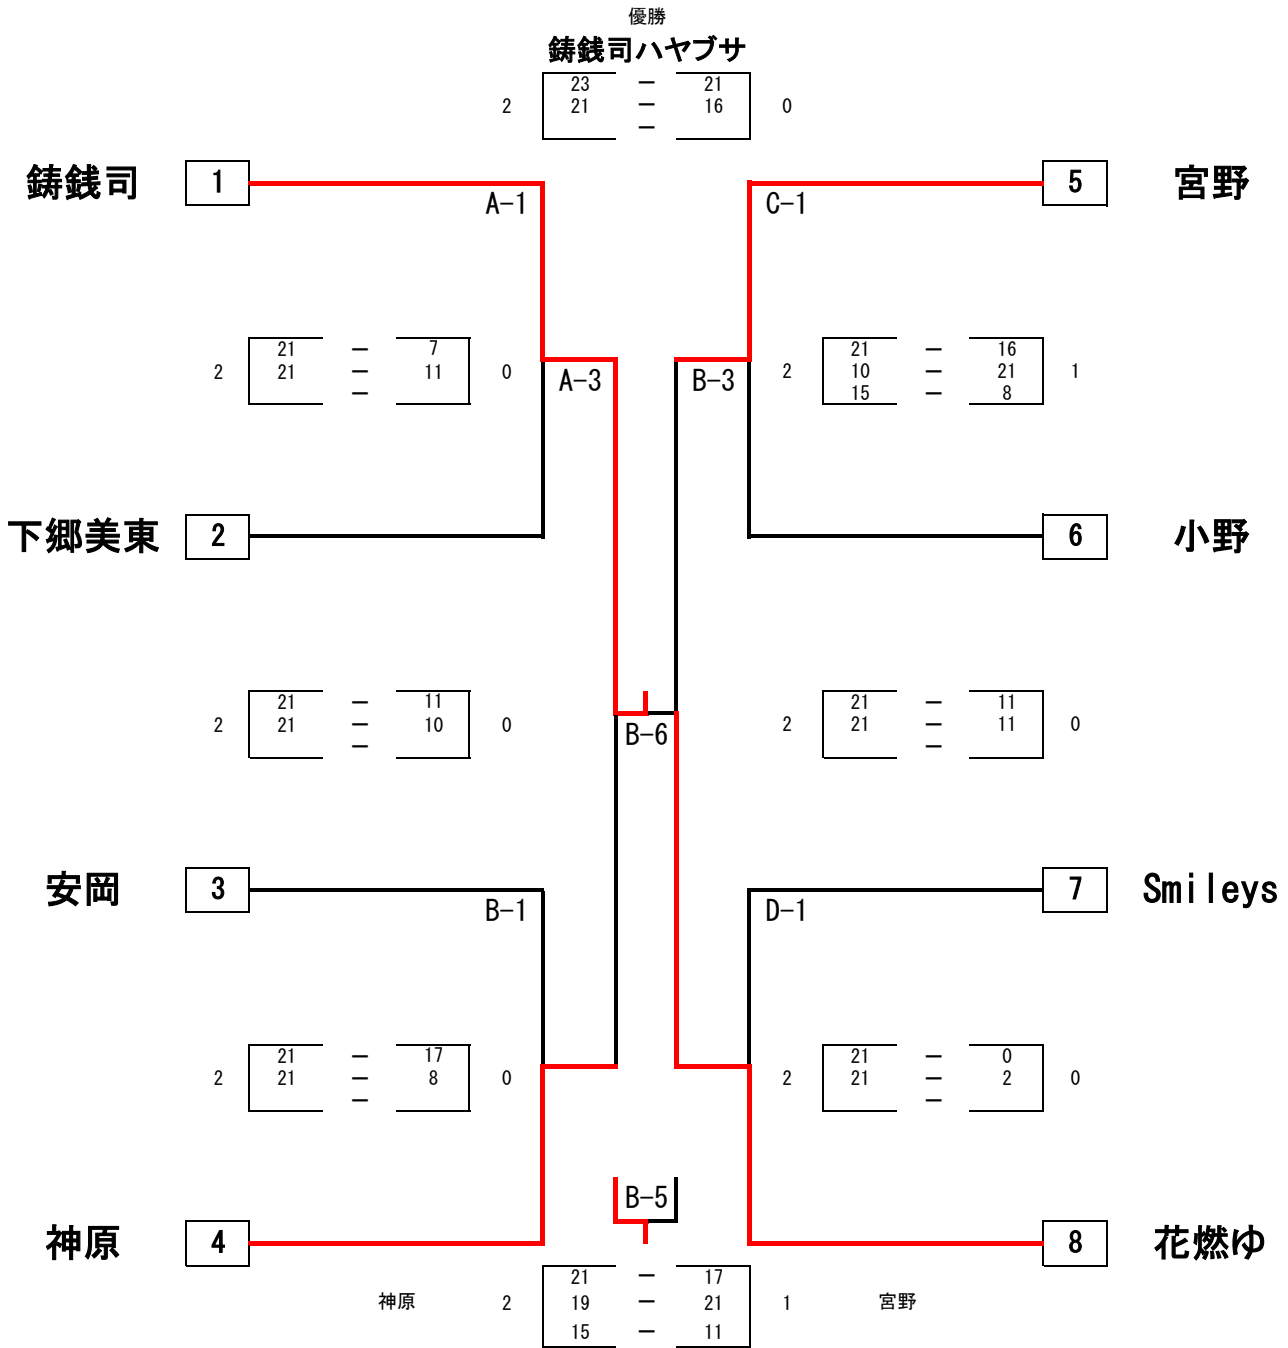 優勝
鋳銭司ハヤブサ
23 － 21
2 21 － 16 0
－
鋳銭司 1 5 宮野
A-1 C-1
21 － 7 21 － 16
2 21 － 11 0 2 10 － 21 1
－ 15 － 8
A-3 B-3
下郷美東 2 6 小野
21 － 11 21 － 11
2 21 － 10 0 2 21 － 11 0
－ －
B-6
安岡 3 7 Smileys
B-1 D-1
21 － 17 21 － 0
2 21 － 8 0 2 21 － 2 0
－ －
B-5
神原 4 8 花燃ゆ
21 － 17
神原 2 19 － 21 1 宮野
15 － 11